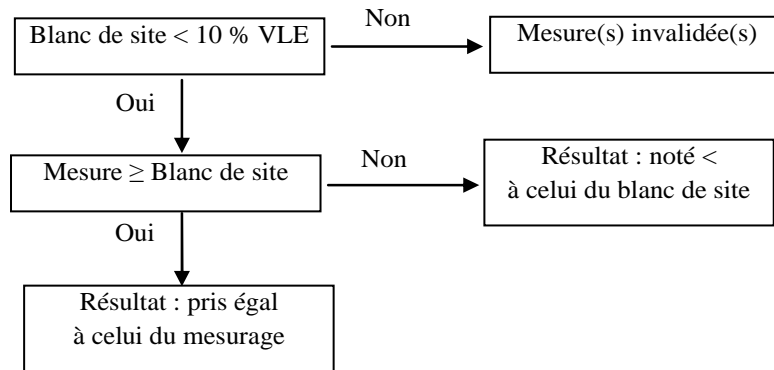 Blanc de site < 10 % VLE
Non
Mesure(s) invalidée(s)
Oui
Mesure ≥ Blanc de site
Non
Résultat : noté <
à celui du blanc de site
Oui
Résultat : pris égal
à celui du mesurage